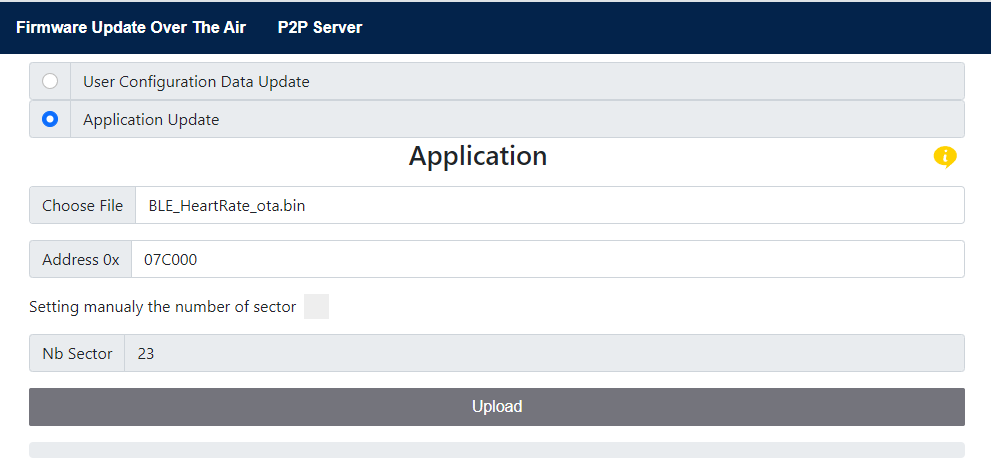 Firmware Update Over The Air P2P Server
User Configuration Data Update
Application Update
Application
i
Choose File BLE_HeartRate_ota.bin
Address 0x 07C000
Setting manualy the number of sector
Nb Sector 23
Upload